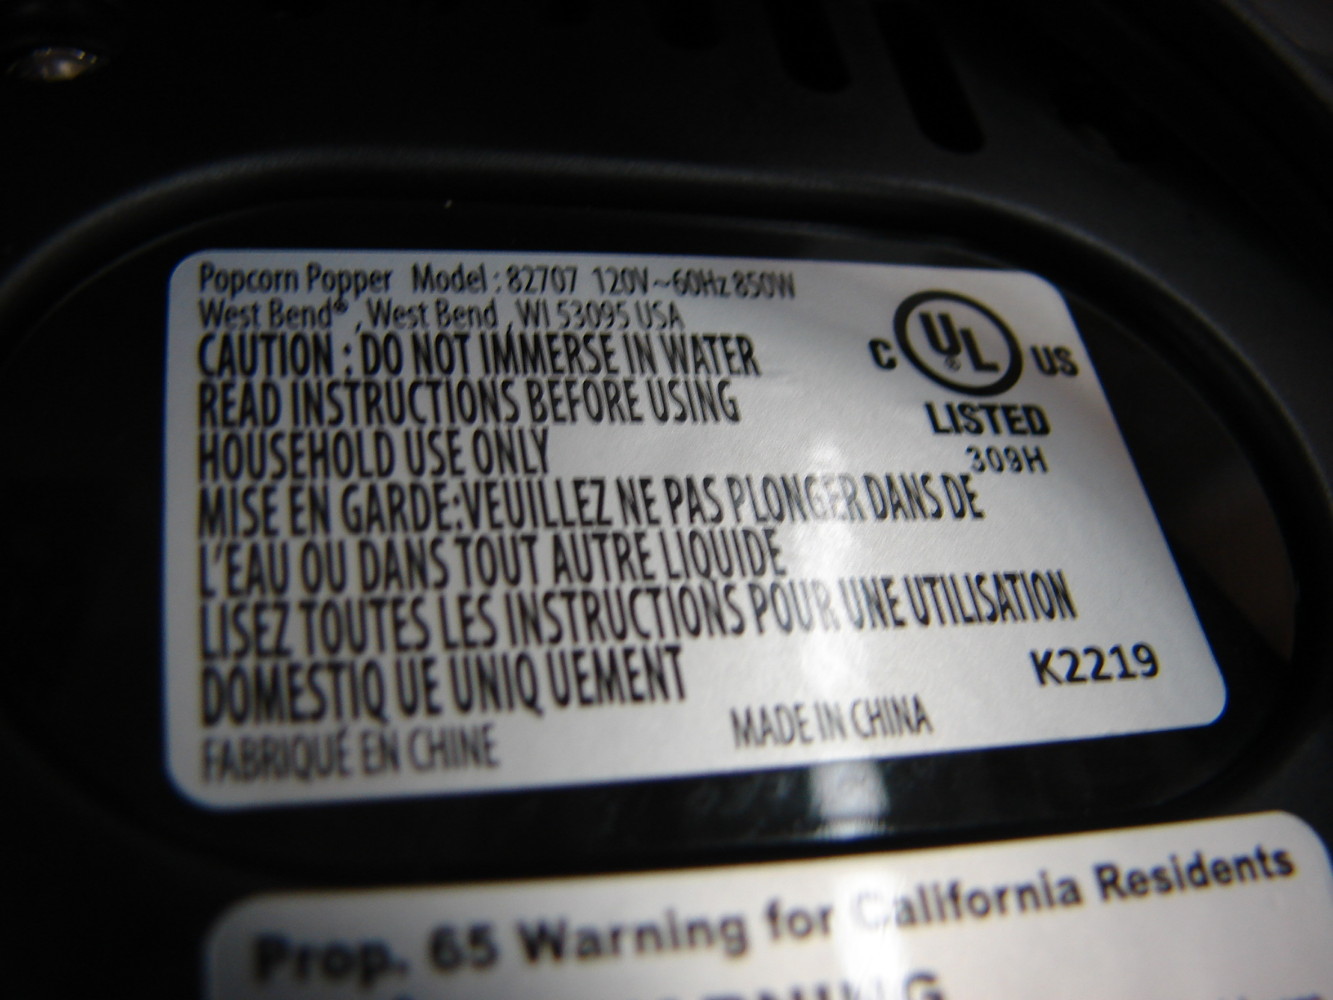 Popcorn Popper Model : 82707 120V~60Hz 850W
West Bend® , West Bend , WI 53095 USA
CAUTION : DO NOT IMMERSE IN WATER
READ INSTRUCTIONS BEFORE USING
HOUSEHOLD USE ONLY
MISE EN GARDE:VEUILLEZ NE PAS PLONGER DANS DE
L'EAU OU DANS TOUT AUTRE LIQUIDE
LISEZ TOUTES LES INSTRUCTIONS POUR UNE UTILISATION
DOMESTIQ UE UNIQ UEMENT
FABRIQUÉ EN CHINE
MADE IN CHINA
C UL® US
LISTED
309H
K2219
Prop. 65 Warning for California Residents